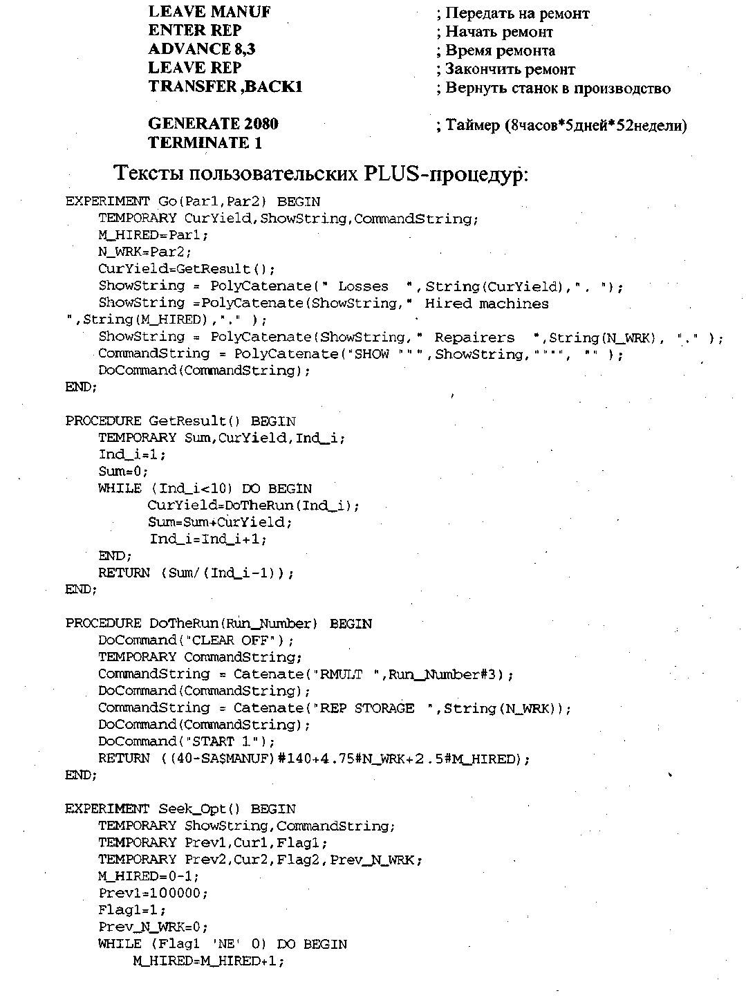 LEAVE MANUF ; Передать на ремонт
ENTER REP ; Начать ремонт
ADVANCE 8,3 ; Время ремонта
LEAVE REP ; Закончить ремонт
TRANSFER ,BACK1 ; Вернуть станок в производство
GENERATE 2080 ; Таймер (8часов*5дней*52недели)
TERMINATE 1
Тексты пользовательских PLUS-процедур:
EXPERIMENT Go(Par1,Par2) BEGIN
TEMPORARY CurYield,ShowString,CommandString;
M_HIRED=Par1;
N_WRK=Par2;
CurYield=GetResult();
ShowString = PolyCatenate(" Losses ",String(CurYield),". ");
ShowString =PolyCatenate(ShowString," Hired machines
",String(M_HIRED),"." );
ShowString = PolyCatenate(ShowString," Repairers ",String(N_WRK), "." );
CommandString = PolyCatenate("SHOW """,ShowString,"""", "" );
DoCommand(CommandString);
END;
PROCEDURE GetResult() BEGIN
TEMPORARY Sum,CurYield,Ind_i;
Ind_i=1;
Sum=0;
WHILE (Ind_i<10) DO BEGIN
CurYield=DoTheRun(Ind_i);
Sum=Sum+CurYield;
Ind_i=Ind_i+1;
END;
RETURN (Sum/(Ind_i-1));
END;
PROCEDURE DoTheRun(Run_Number) BEGIN
DoCommand("CLEAR OFF");
TEMPORARY CommandString;
CommandString = Catenate("RMULT ",Run_Number#3);
DoCommand(CommandString);
CommandString = Catenate("REP STORAGE ",String(N_WRK));
DoCommand(CommandString);
DoCommand("START 1");
RETURN ((40-SA$MANUF)#140+4.75#N_WRK+2.5#M_HIRED);
END;
EXPERIMENT Seek_Opt() BEGIN
TEMPORARY ShowString,CommandString;
TEMPORARY Prev1,Cur1,Flag1;
TEMPORARY Prev2,Cur2,Flag2,Prev_N_WRK;
M_HIRED=0-1;
Prev1=100000;
Flag1=1;
Prev_N_WRK=0;
WHILE (Flag1 'NE' 0) DO BEGIN
M_HIRED=M_HIRED+1;